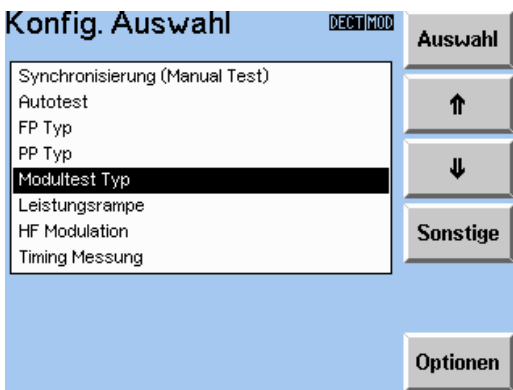 Konfig. Auswahl
DECT MOD
Synchronisierung (Manual Test)
Autotest
FP Typ
PP Typ
Modultest Typ
Leistungsrampe
HF Modulation
Timing Messung
Auswahl
⇑
⇓
Sonstige
Optionen